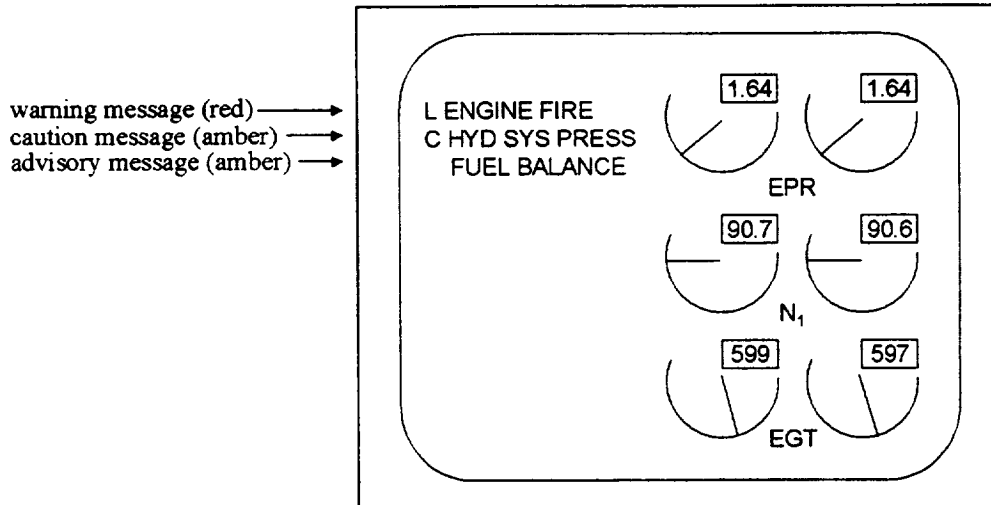 warning message (red)
caution message (amber)
advisory message (amber)
L ENGINE FIRE
C HYD SYS PRESS
FUEL BALANCE
1.64 1.64
EPR
90.7 90.6
N₁
599 597
EGT